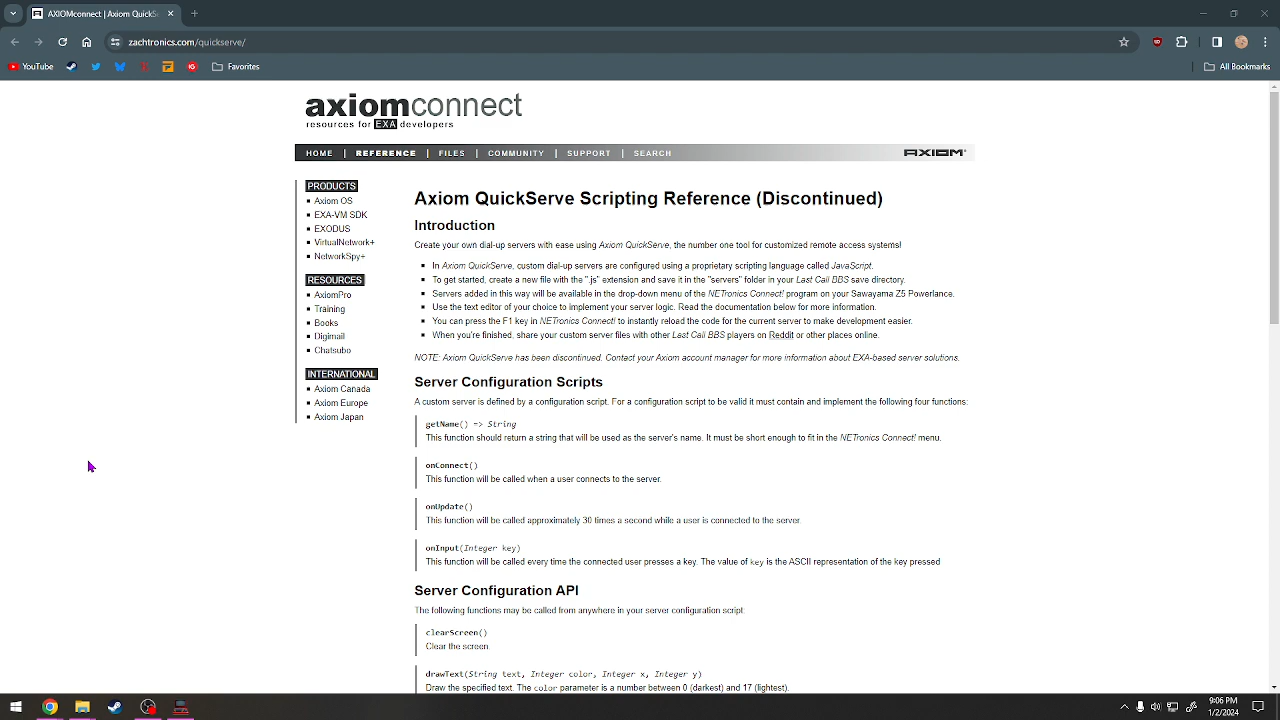 AXIOMconnect | Axiom QuickS
zachtronics.com/quickserve/
YouTube
Favorites
All Bookmarks
axiomconnect
resources for EXA developers
HOME | REFERENCE | FILES | COMMUNITY | SUPPORT | SEARCH
AXIOM
PRODUCTS
Axiom OS
EXA-VM SDK
EXODUS
VirtualNetwork+
NetworkSpy+
RESOURCES
AxiomPro
Training
Books
Digimail
Chatsubo
INTERNATIONAL
Axiom Canada
Axiom Europe
Axiom Japan
Axiom QuickServe Scripting Reference (Discontinued)
Introduction
Create your own dial-up servers with ease using Axiom QuickServe, the number one tool for customized remote access systems!
In Axiom QuickServe, custom dial-up servers are configured using a proprietary scripting language called JavaScript.
To get started, create a new file with the ".js" extension and save it in the "servers" folder in your Last Call BBS save directory.
Servers added in this way will be available in the drop-down menu of the NETronics Connect! program on your Sawayama Z5 Powerlance.
Use the text editor of your choice to implement your server logic. Read the documentation below for more information.
You can press the F1 key in NETronics Connect! to instantly reload the code for the current server to make development easier.
When you're finished, share your custom server files with other Last Call BBS players on Reddit or other places online.
NOTE: Axiom QuickServe has been discontinued. Contact your Axiom account manager for more information about EXA-based server solutions.
Server Configuration Scripts
A custom server is defined by a configuration script. For a configuration script to be valid it must contain and implement the following four functions:
getName() => String
This function should return a string that will be used as the server's name. It must be short enough to fit in the NETronics Connect! menu.
onConnect()
This function will be called when a user connects to the server.
onUpdate()
This function will be called approximately 30 times a second while a user is connected to the server.
onInput(Integer key)
This function will be called every time the connected user presses a key. The value of key is the ASCII representation of the key pressed
Server Configuration API
The following functions may be called from anywhere in your server configuration script:
clearScreen()
Clear the screen.
drawText(String text, Integer color, Integer x, Integer y)
Draw the specified text. The color parameter is a number between 0 (darkest) and 17 (lightest).
9:06 PM
1/2/2024